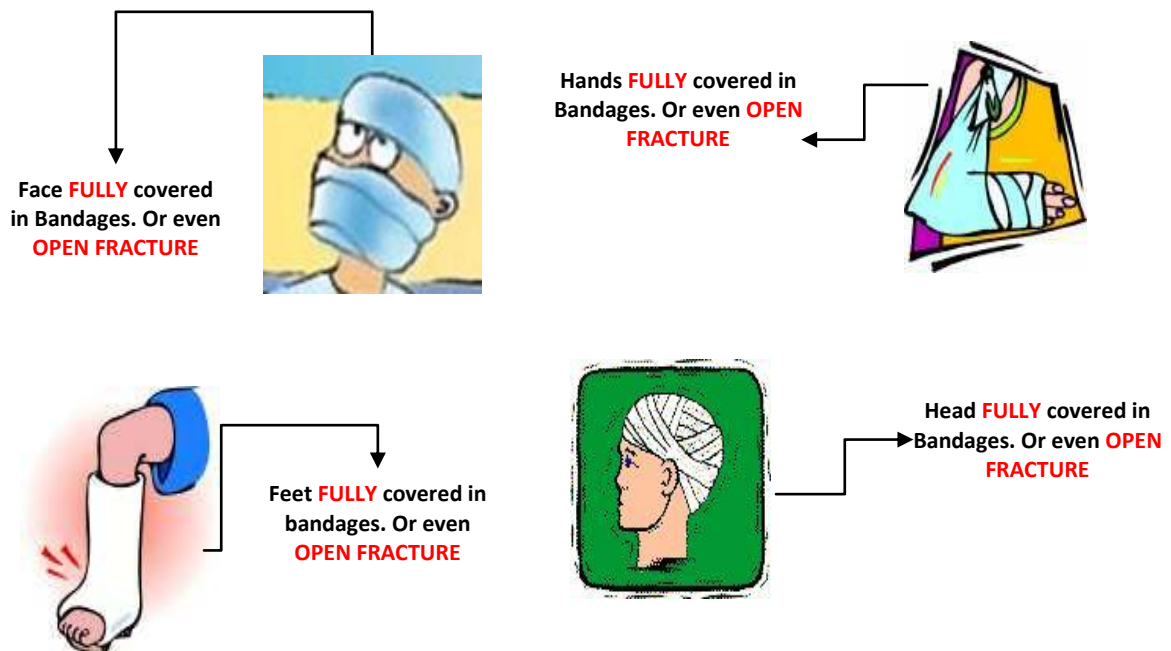 Face FULLY covered
in Bandages. Or even
OPEN FRACTURE
Hands FULLY covered in
Bandages. Or even OPEN
FRACTURE
Feet FULLY covered in
bandages. Or even
OPEN FRACTURE
Head FULLY covered in
Bandages. Or even OPEN
FRACTURE